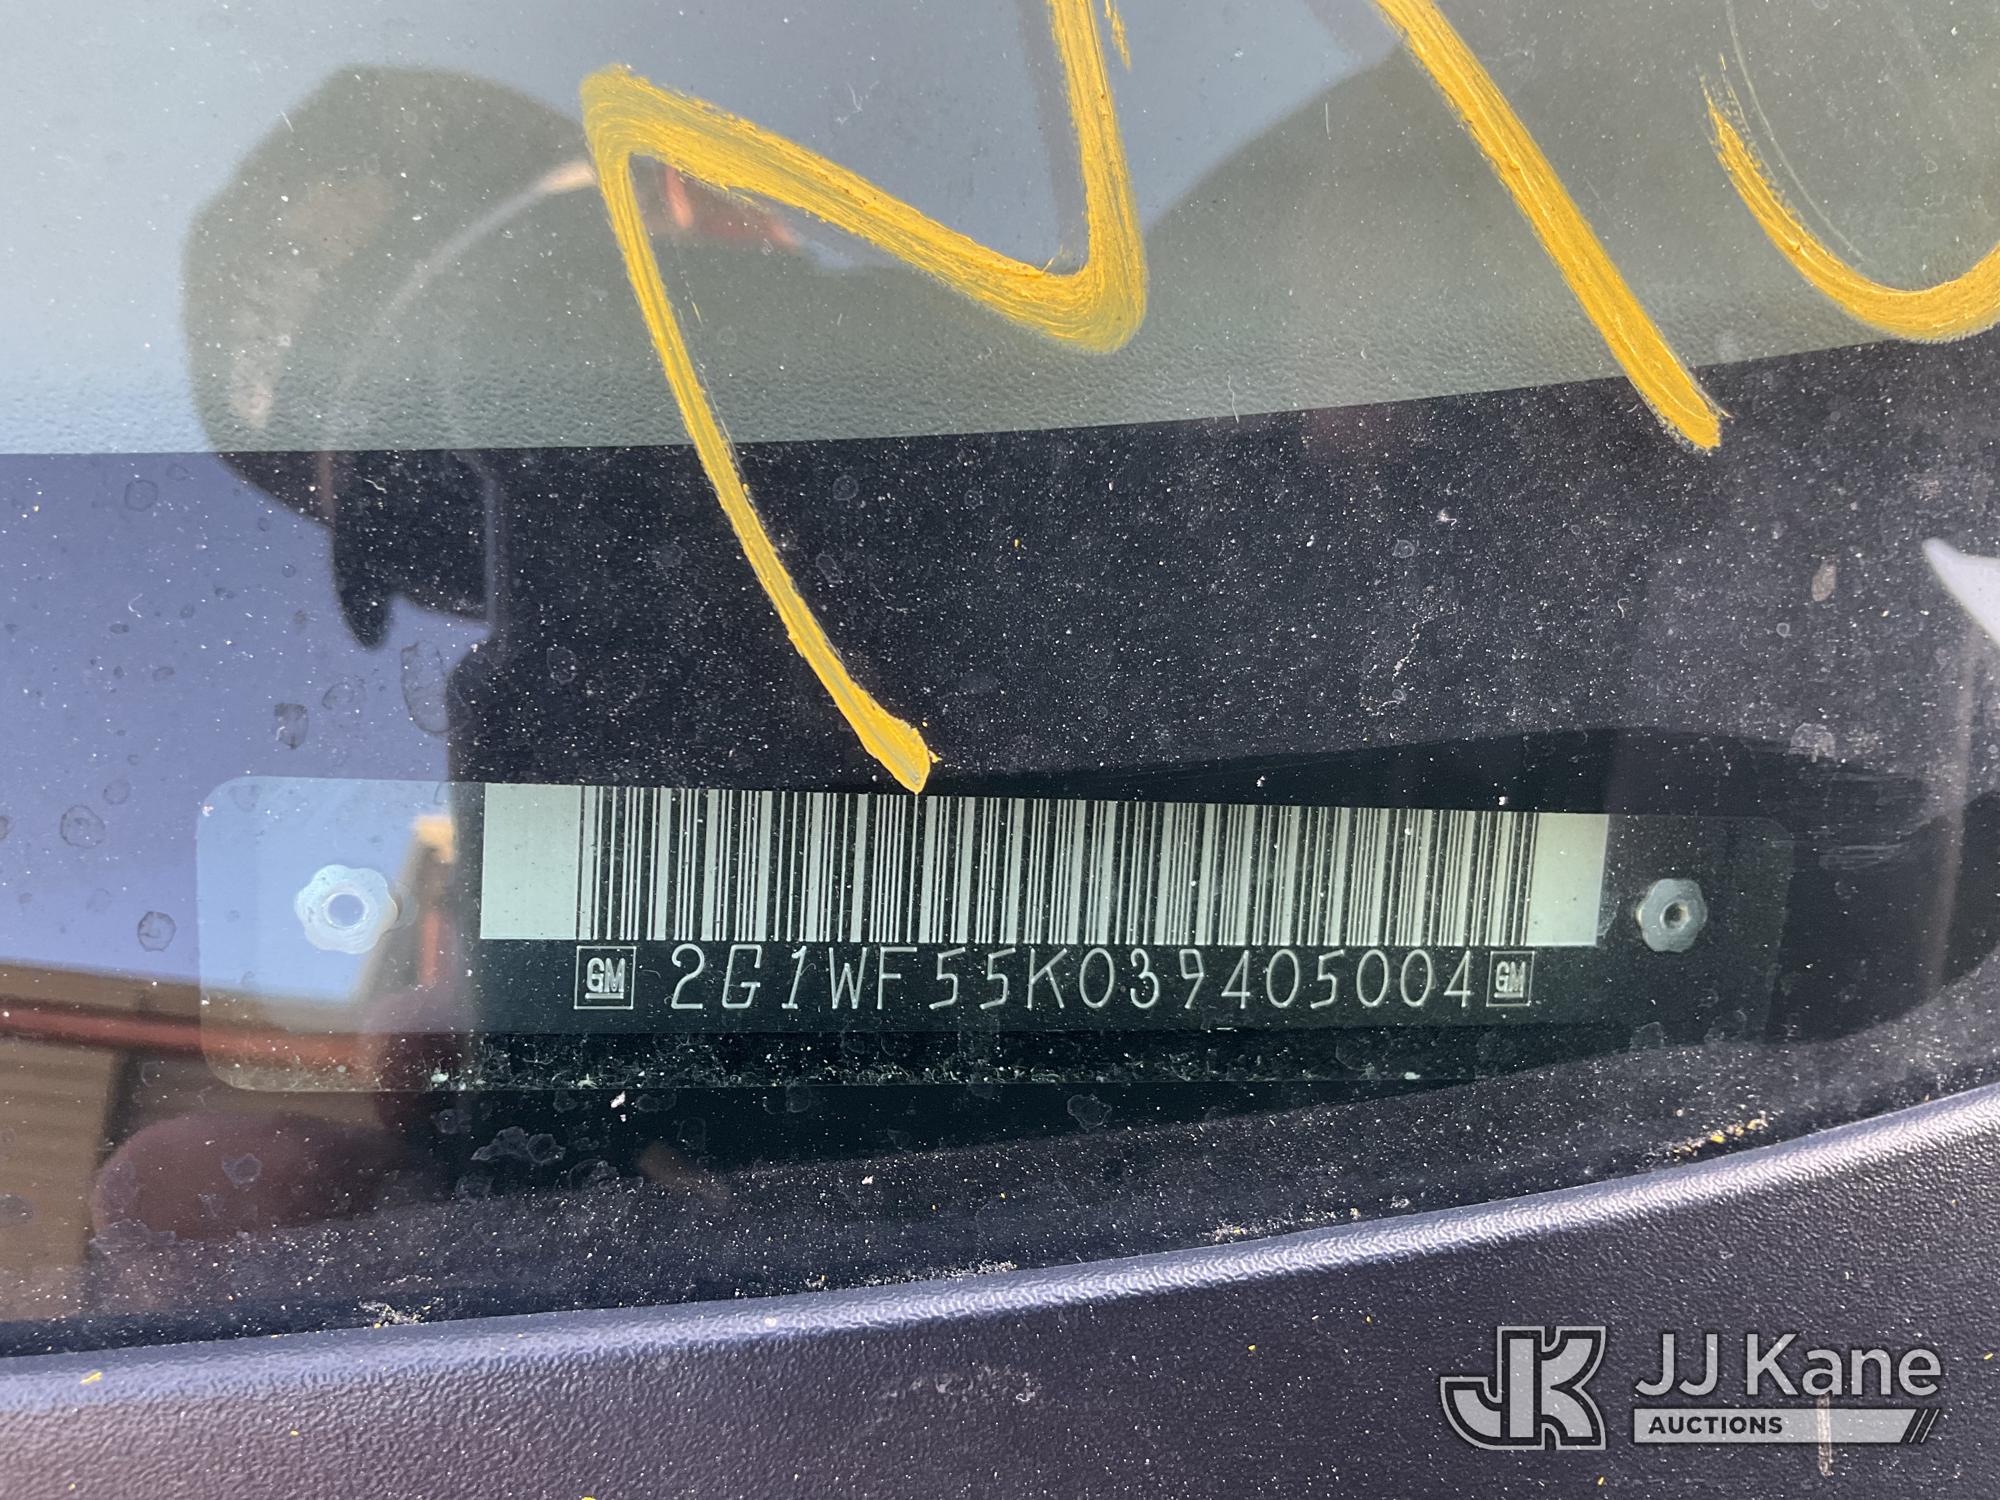 GM 2G1WF55K039405004 GM
JJ Kane
AUCTIONS